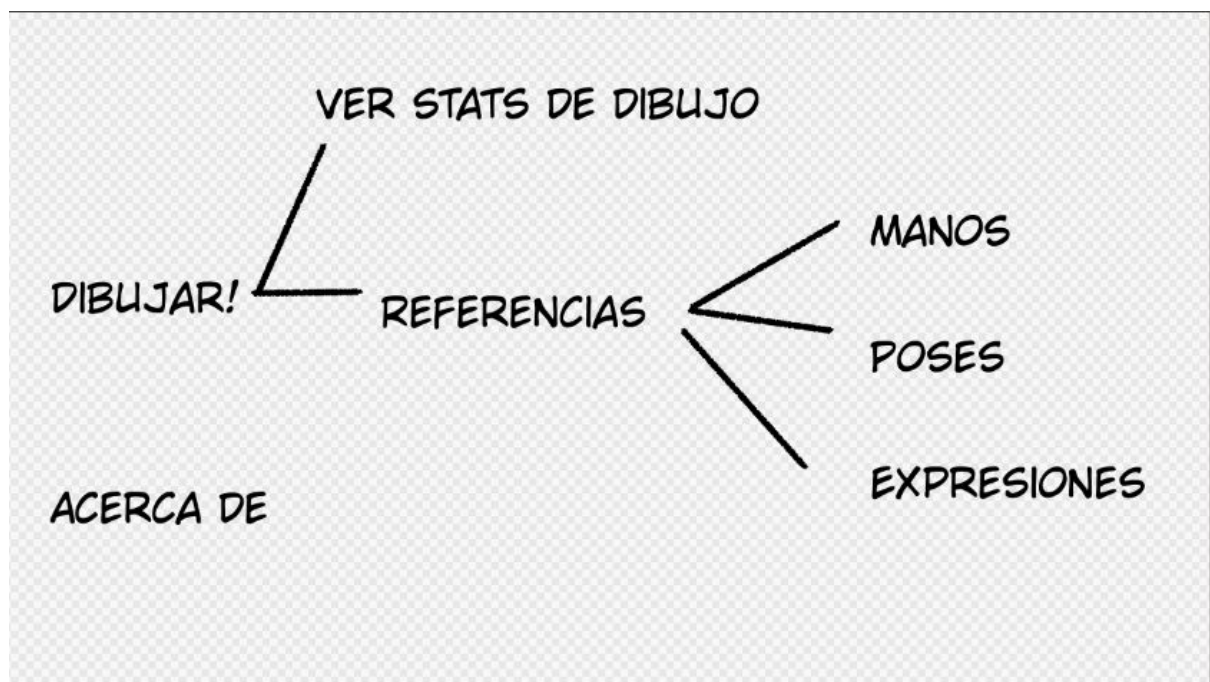 VER STATS DE DIBUJO
MANOS
DIBUJAR!
REFERENCIAS
POSES
EXPRESIONES
ACERCA DE